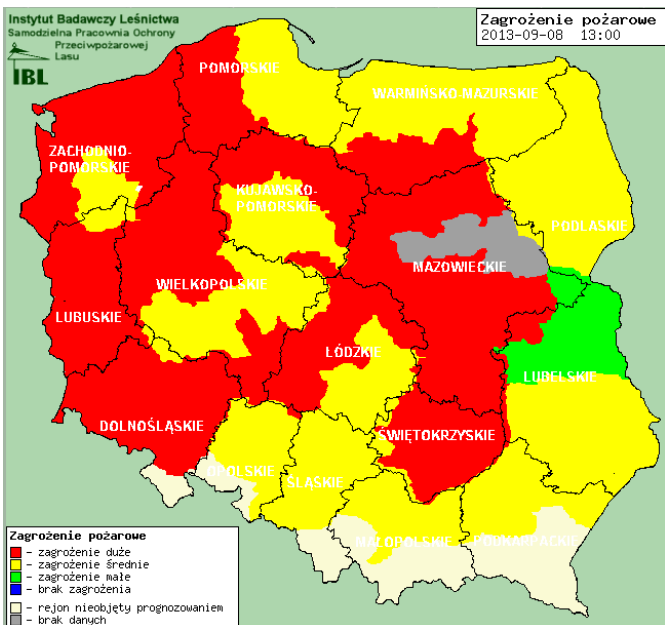 Instytut Badawczy Leśnictwa
Samodzielna Pracownia Ochrony
Przeciwpożarowej
Lasu
IBL
Zagrożenie pożarowe
2013-09-08 13:00
POMORSKIE
WARMIŃSKO-MAZURSKIE
ZACHODNIO-
POMORSKIE
KUJAWSKO-
POMORSKIE
PODLASKIE
MAZOWIECKIE
WIELKOPOLSKIE
LUBUSKIE
ŁÓDZKIE
LUBELSKIE
DOLNOŚLĄSKIE
ŚWIĘTOKRZYSKIE
OPOLSKIE
ŚLĄSKIE
MAŁOPOLSKIE
PODKARPACKIE
Zagrożenie pożarowe
- zagrożenie duże
- zagrożenie średnie
- zagrożenie małe
- brak zagrożenia
- rejon nieobjęty prognozowaniem
- brak danych